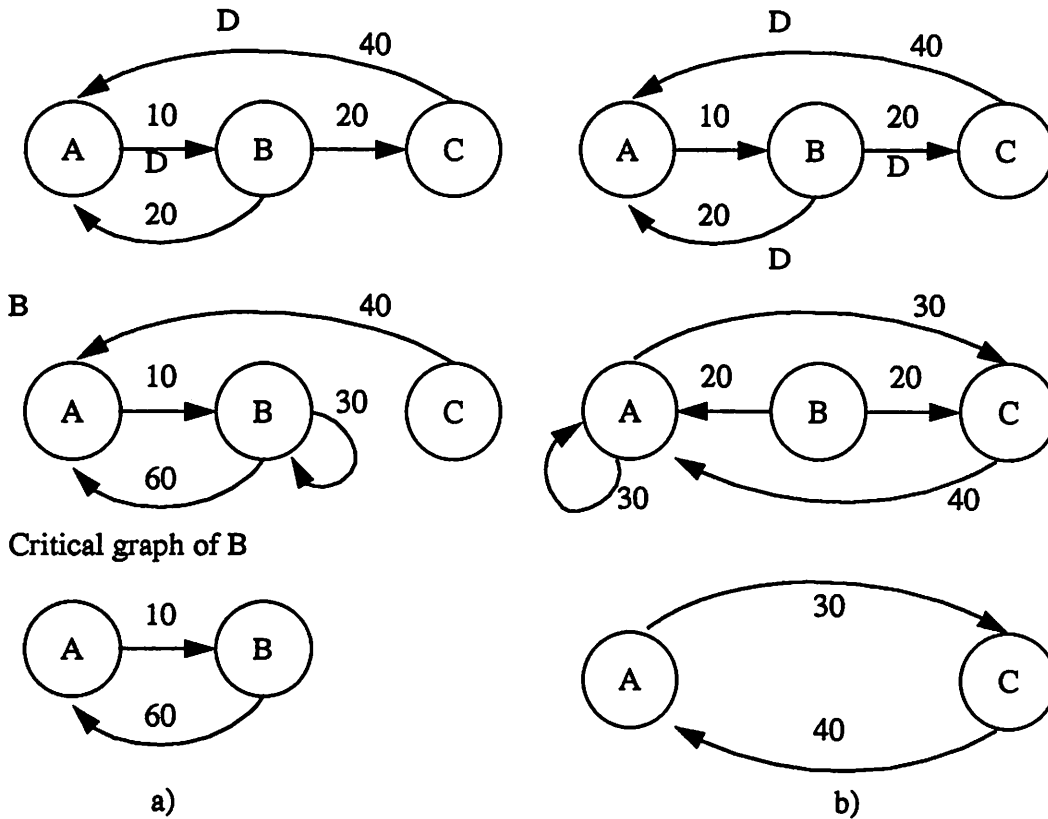 D D
40 40
10 20 10 20
A B C A B C
D D
20 20
D
B 40 30
10 30 20 20
A B C A B C
60 30 40
Critical graph of B
10 30
A B A C
60 40
a) b)